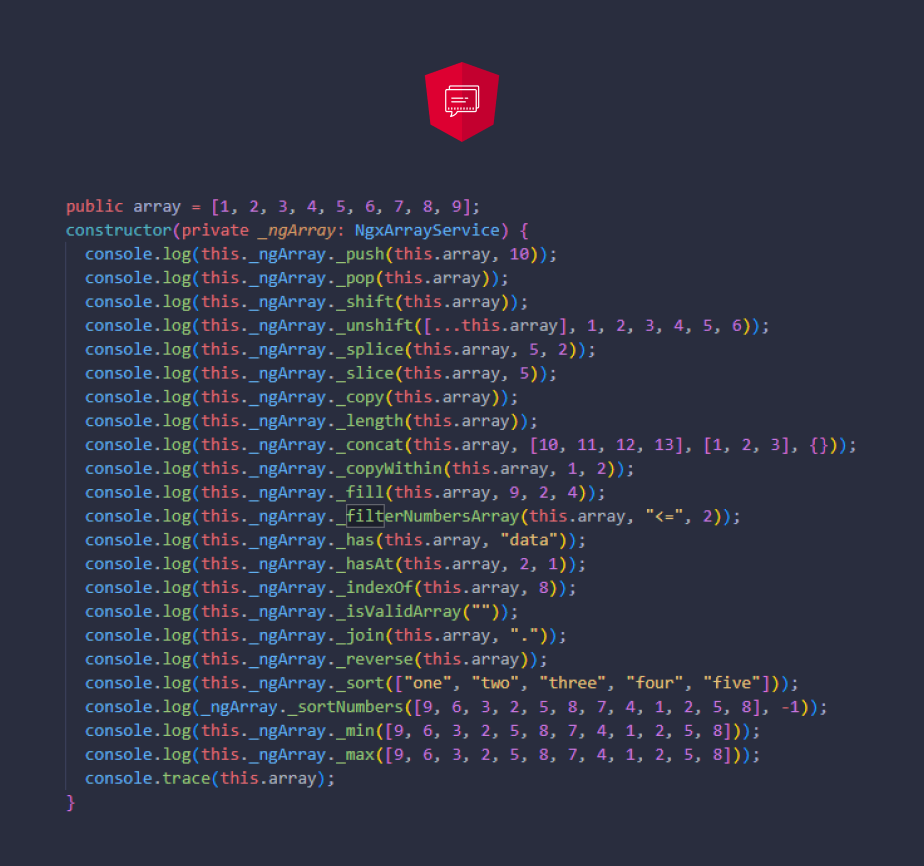 public array = [1, 2, 3, 4, 5, 6, 7, 8, 9];
constructor(private _ngArray: NgxArrayService) {
  console.log(this._ngArray._push(this.array, 10));
  console.log(this._ngArray._pop(this.array));
  console.log(this._ngArray._shift(this.array));
  console.log(this._ngArray._unshift([...this.array], 1, 2, 3, 4, 5, 6));
  console.log(this._ngArray._splice(this.array, 5, 2));
  console.log(this._ngArray._slice(this.array, 5));
  console.log(this._ngArray._copy(this.array));
  console.log(this._ngArray._length(this.array));
  console.log(this._ngArray._concat(this.array, [10, 11, 12, 13], [1, 2, 3], {}));
  console.log(this._ngArray._copyWithin(this.array, 1, 2));
  console.log(this._ngArray._fill(this.array, 9, 2, 4));
  console.log(this._ngArray._filterNumbersArray(this.array, "<=", 2));
  console.log(this._ngArray._has(this.array, "data"));
  console.log(this._ngArray._hasAt(this.array, 2, 1));
  console.log(this._ngArray._indexOf(this.array, 8));
  console.log(this._ngArray._isValidArray(""));
  console.log(this._ngArray._join(this.array, "."));
  console.log(this._ngArray._reverse(this.array));
  console.log(this._ngArray._sort(["one", "two", "three", "four", "five"]));
  console.log(_ngArray._sortNumbers([9, 6, 3, 2, 5, 8, 7, 4, 1, 2, 5, 8], -1));
  console.log(this._ngArray._min([9, 6, 3, 2, 5, 8, 7, 4, 1, 2, 5, 8]));
  console.log(this._ngArray._max([9, 6, 3, 2, 5, 8, 7, 4, 1, 2, 5, 8]));
  console.trace(this.array);
}